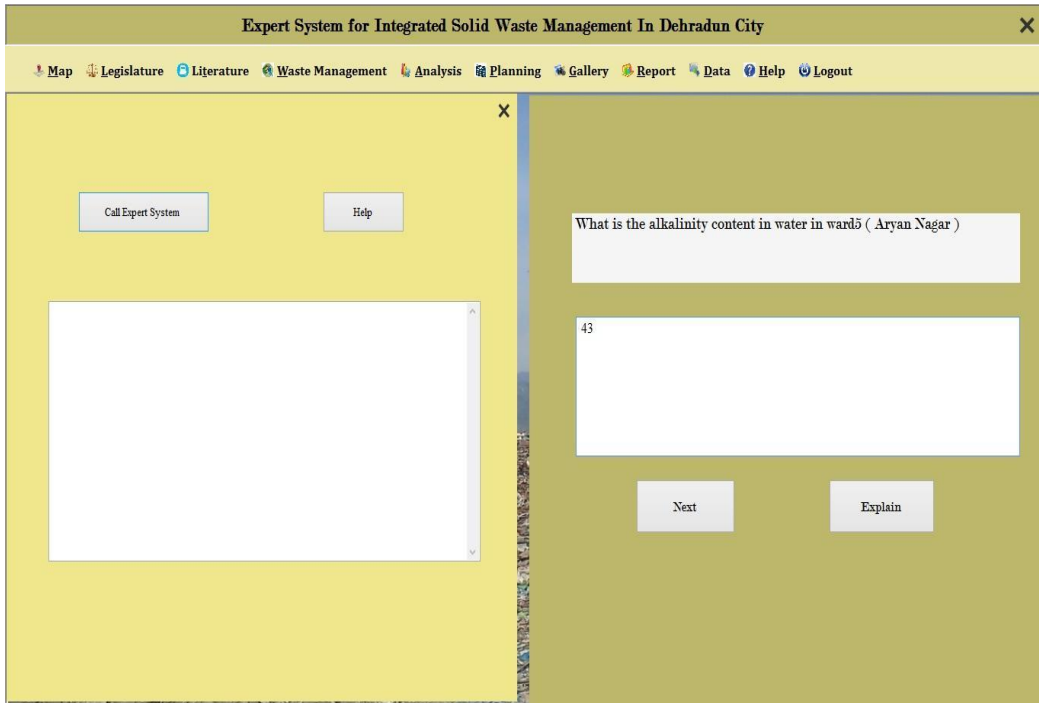 Expert System for Integrated Solid Waste Management In Dehradun City
Map Legislature Literature Waste Management Analysis Planning Gallery Report Data Help Logout
Call Expert System Help
What is the alkalinity content in water in ward5 ( Aryan Nagar )
43
Next Explain